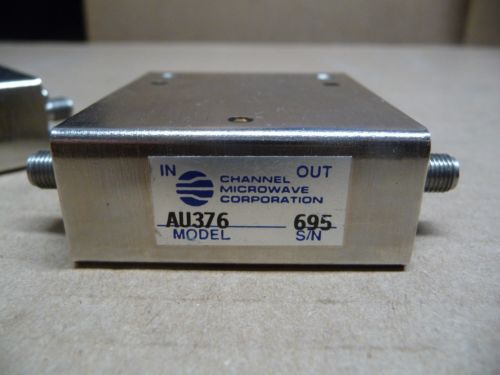 IN OUT
CHANNEL
MICROWAVE
CORPORATION
AU376 695
MODEL S/N